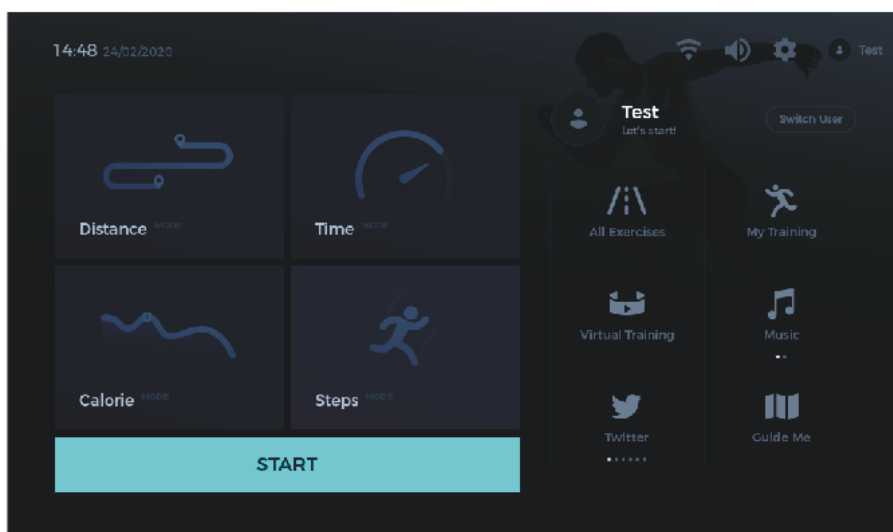 14:48 24/02/2020
Test
Test
Let's start!
Switch User
Distance MODE
Time MODE
All Exercises
My Training
Virtual Training
Music
Calorie MODE
Steps MODE
Twitter
Guide Me
START